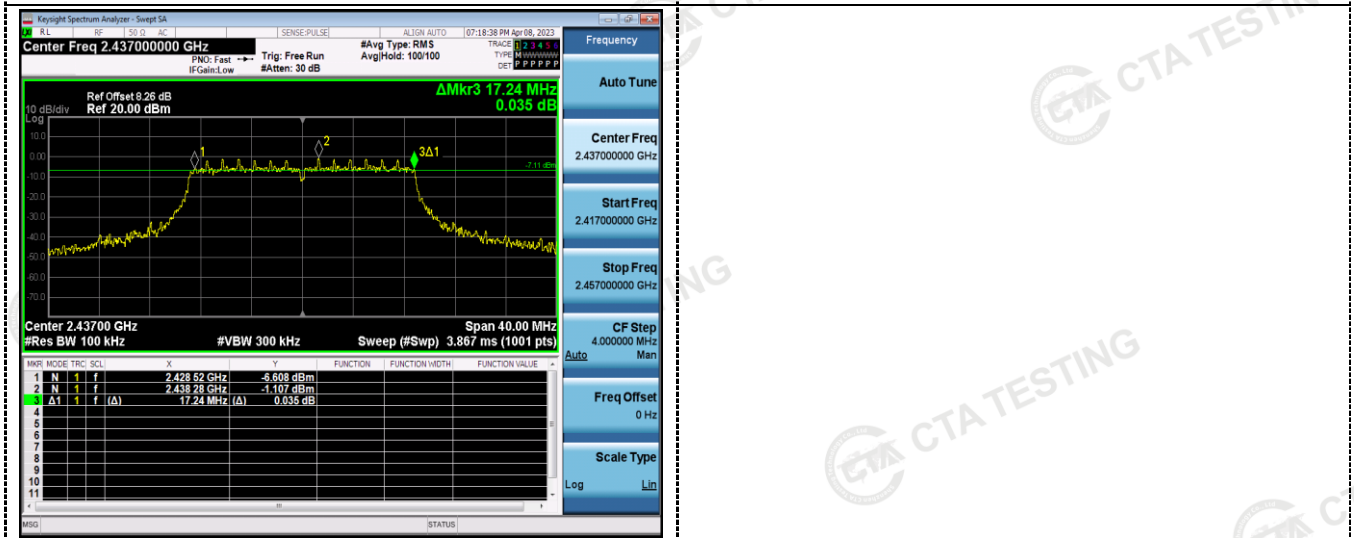 Keysight Spectrum Analyzer - Swept SA
RL RF 50 Ω AC SENSE:PULSE ALIGN AUTO 07:18:38 PM Apr 08, 2023
Center Freq 2.437000000 GHz
PNO: Fast
IFGain:Low
Trig: Free Run
#Atten: 30 dB
#Avg Type: RMS
Avg|Hold: 100/100
TRACE 1 2 3 4 5 6
TYPE M W W W W W
DET P P P P P P
Frequency
Auto Tune
Center Freq
2.437000000 GHz
Start Freq
2.417000000 GHz
Stop Freq
2.457000000 GHz
CF Step
4.000000 MHz
Auto Man
Freq Offset
0 Hz
Scale Type
Log Lin
ΔMkr3 17.24 MHz
0.035 dB
Ref Offset 8.26 dB
10 dB/div Ref 20.00 dBm
Log
10.0
0.00
-10.0
-20.0
-30.0
-40.0
-50.0
-60.0
-70.0
1
2
3Δ1
-7.11 dBm
Center 2.43700 GHz Span 40.00 MHz
#Res BW 100 kHz #VBW 300 kHz Sweep (#Swp) 3.867 ms (1001 pts)
MKR MODE TRC SCL X Y FUNCTION FUNCTION WIDTH FUNCTION VALUE
1 N 1 f 2.428 52 GHz -6.608 dBm
2 N 1 f 2.438 28 GHz -1.107 dBm
3 Δ1 1 f (Δ) 17.24 MHz (Δ) 0.035 dB
4
5
6
7
8
9
10
11
MSG STATUS
CTA TESTING
CTA TESTING